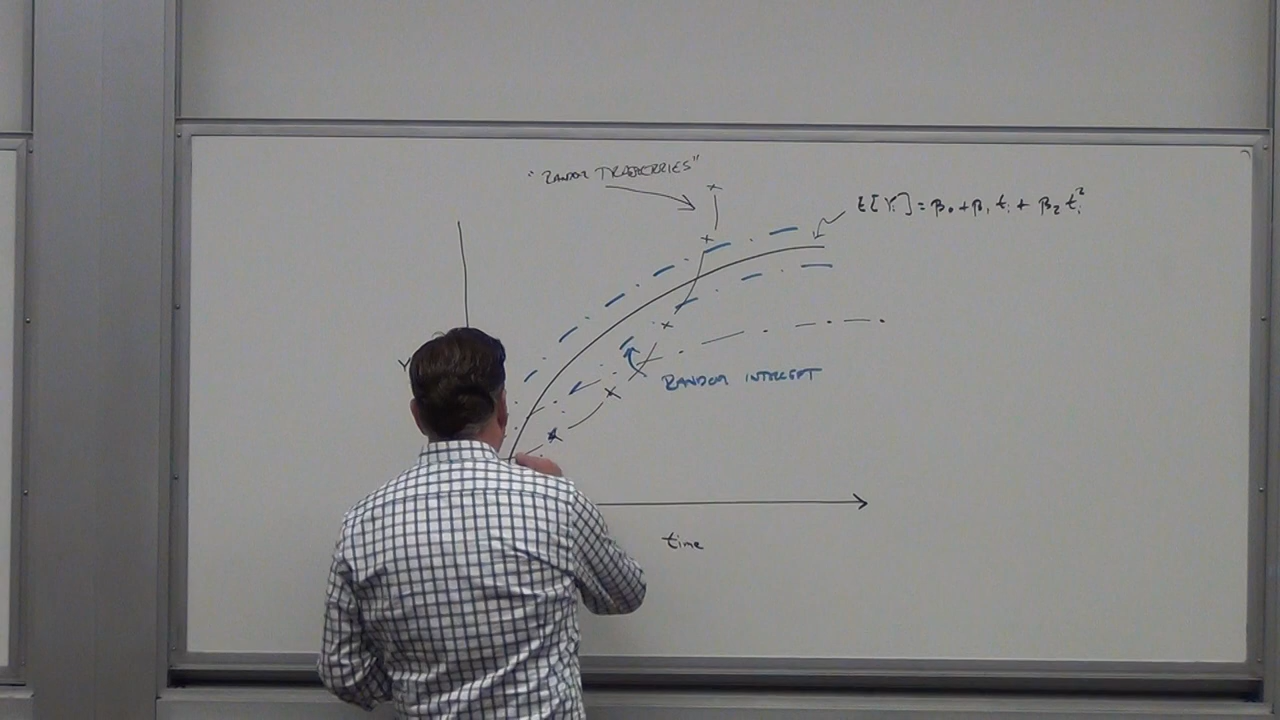 "RANDOM TRAJECTORIES"
E[Yᵢ] = β₀ + β₁ tᵢ + β₂ tᵢ²
Y
RANDOM INTERCEPT
time